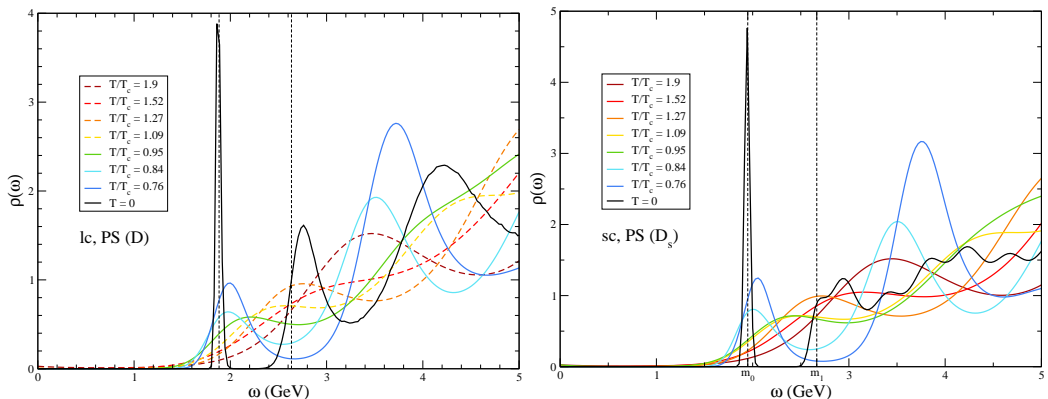 4
3
2
1
0
ρ(ω)
T/T_c = 1.9
T/T_c = 1.52
T/T_c = 1.27
T/T_c = 1.09
T/T_c = 0.95
T/T_c = 0.84
T/T_c = 0.76
T = 0
lc, PS (D)
0 1 2 3 4 5
ω (GeV)
5
4
3
2
1
0
ρ(ω)
T/T_c = 1.9
T/T_c = 1.52
T/T_c = 1.27
T/T_c = 1.09
T/T_c = 0.95
T/T_c = 0.84
T/T_c = 0.76
T = 0
sc, PS (D_s)
0 1 m_0 m_1 3 4 5
ω (GeV)